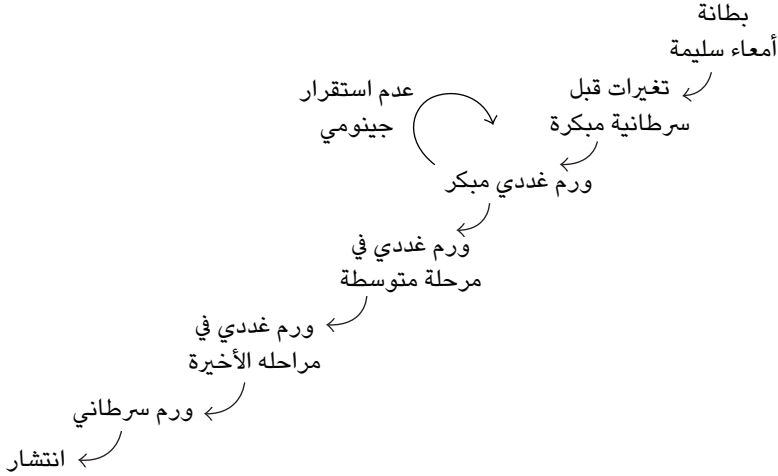 بطانة
أمعاء سليمة
تغيرات قبل
سرطانية مبكرة
عدم استقرار
جينومي
ورم غددي مبكر
ورم غددي في
مرحلة متوسطة
ورم غددي في
مراحله الأخيرة
ورم سرطاني
انتشار